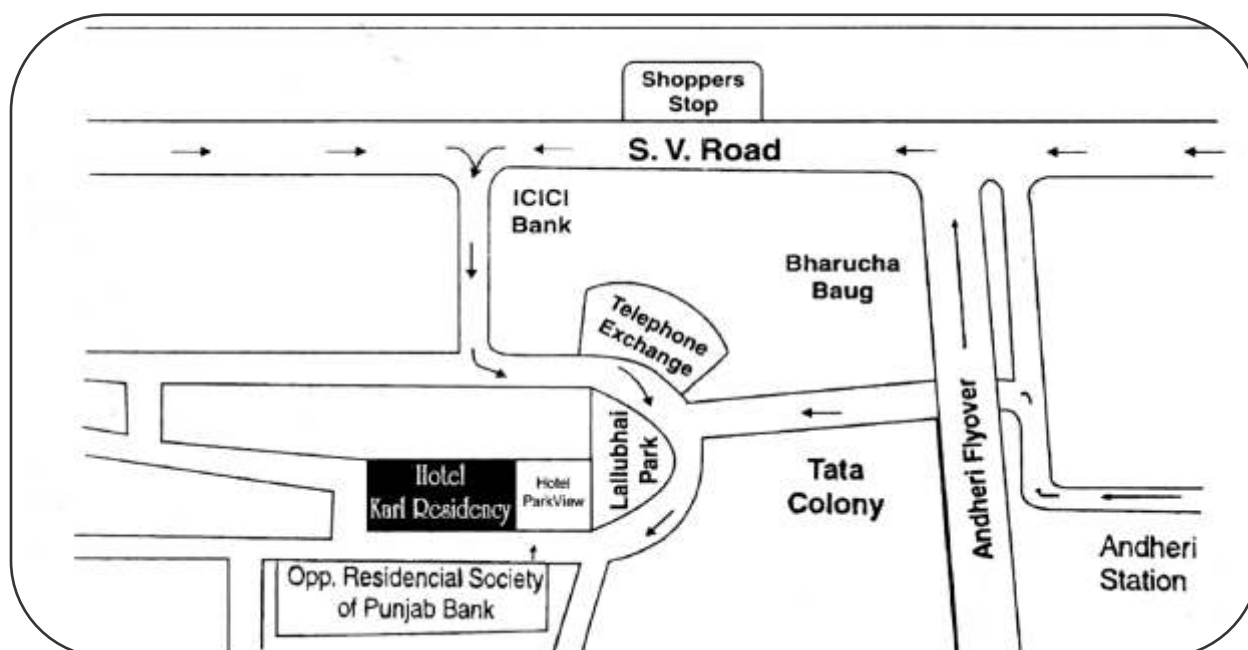 Shoppers
Stop
S. V. Road
ICICI
Bank
Bharucha
Baug
Telephone
Exchange
Lallubhai
Park
Hotel
Karl Residency
Hotel
ParkView
Tata
Colony
Andheri Flyover
Andheri
Station
Opp. Residencial Society
of Punjab Bank